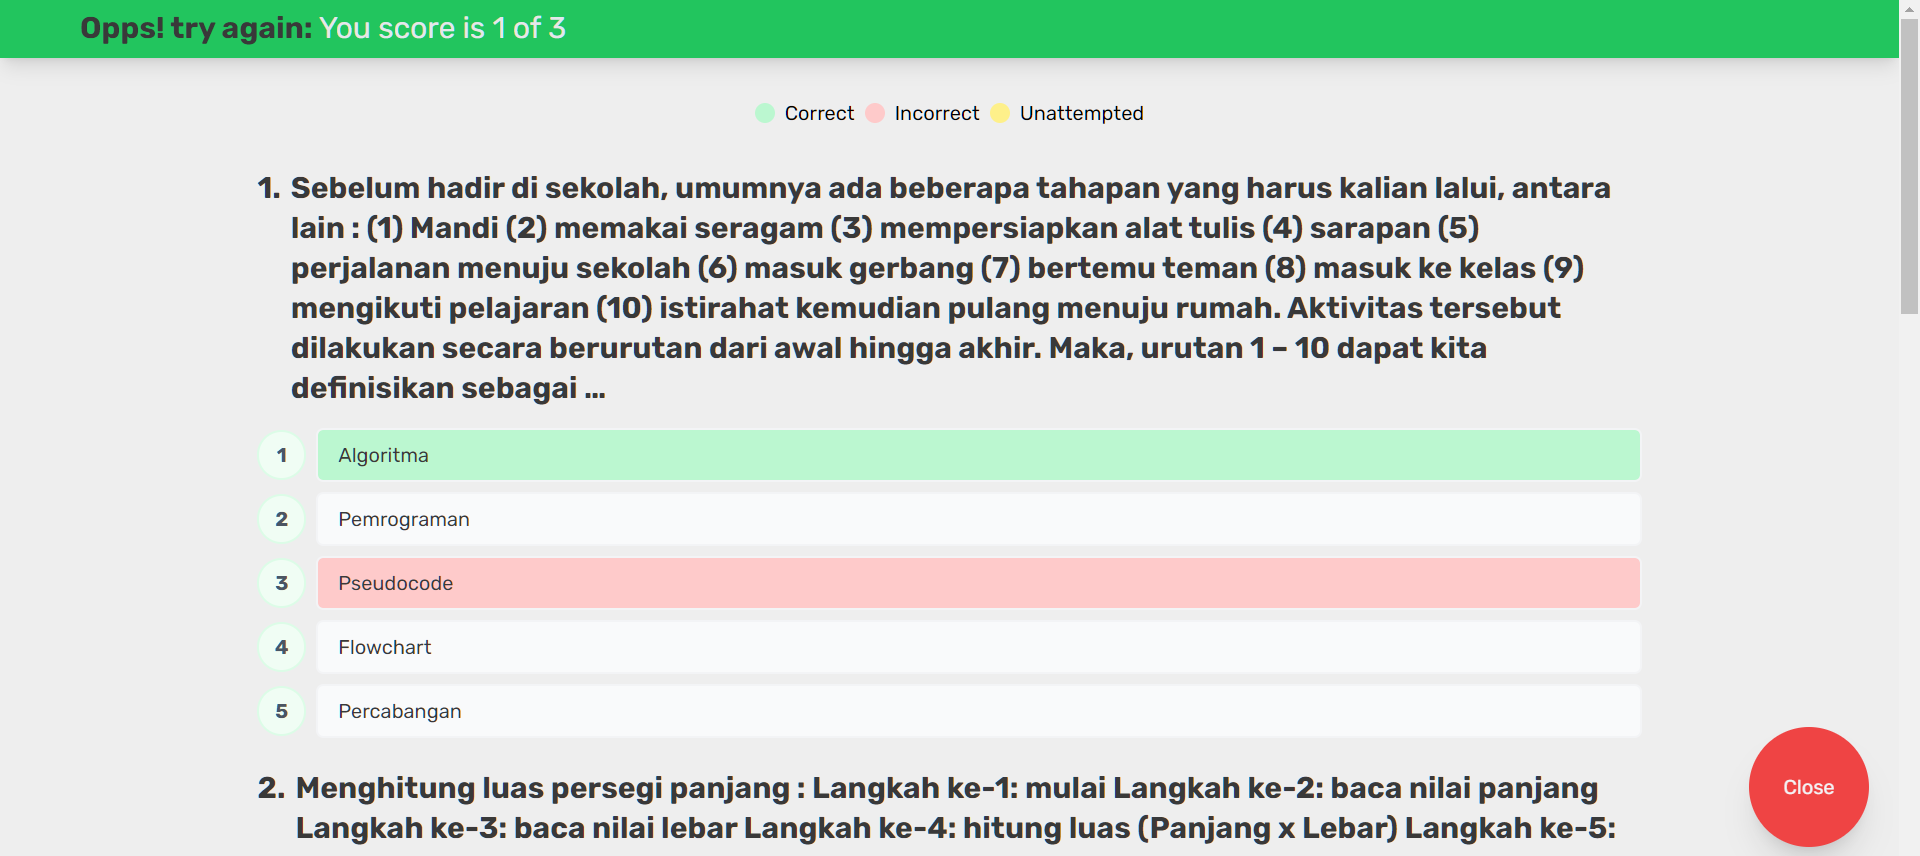 Opps! try again: You score is 1 of 3
Correct Incorrect Unattempted
1. Sebelum hadir di sekolah, umumnya ada beberapa tahapan yang harus kalian lalui, antara
lain : (1) Mandi (2) memakai seragam (3) mempersiapkan alat tulis (4) sarapan (5)
perjalanan menuju sekolah (6) masuk gerbang (7) bertemu teman (8) masuk ke kelas (9)
mengikuti pelajaran (10) istirahat kemudian pulang menuju rumah. Aktivitas tersebut
dilakukan secara berurutan dari awal hingga akhir. Maka, urutan 1 – 10 dapat kita
definisikan sebagai ...
1 Algoritma
2 Pemrograman
3 Pseudocode
4 Flowchart
5 Percabangan
2. Menghitung luas persegi panjang : Langkah ke-1: mulai Langkah ke-2: baca nilai panjang
Langkah ke-3: baca nilai lebar Langkah ke-4: hitung luas (Panjang x Lebar) Langkah ke-5:
Close